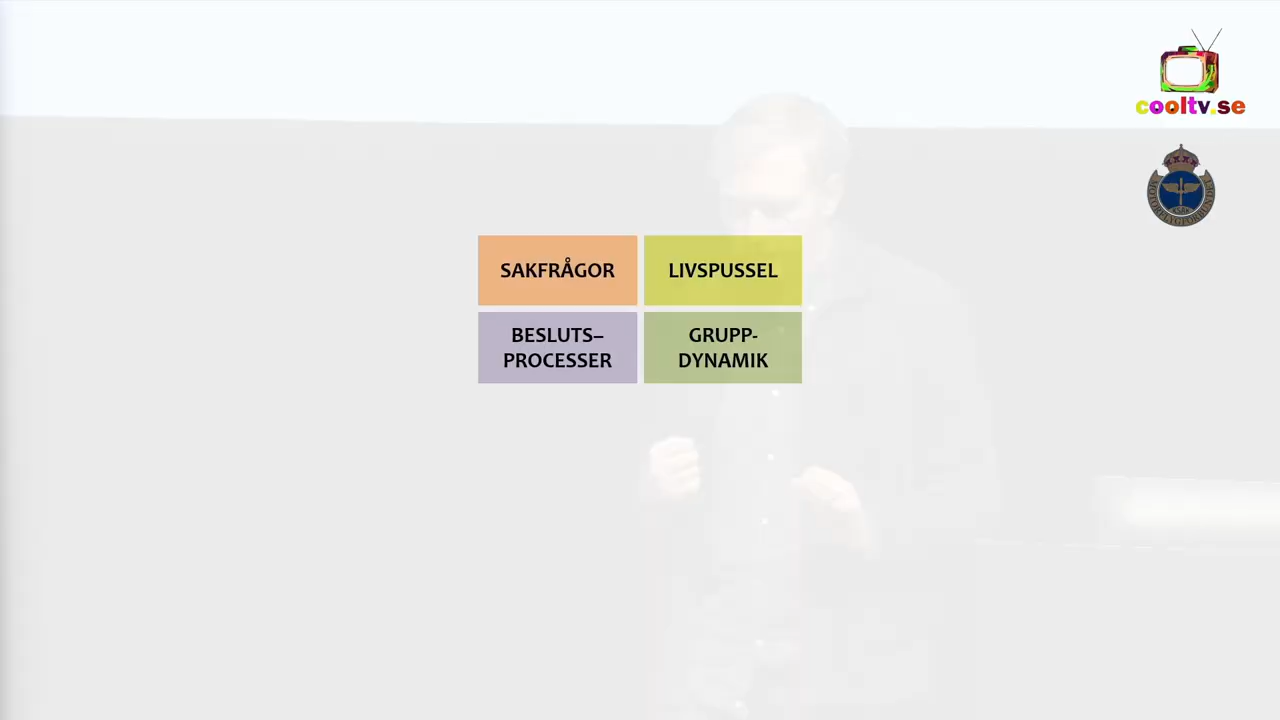 cooltv.se
SAKFRÅGOR
LIVSPUSSEL
BESLUTS–
PROCESSER
GRUPP-
DYNAMIK